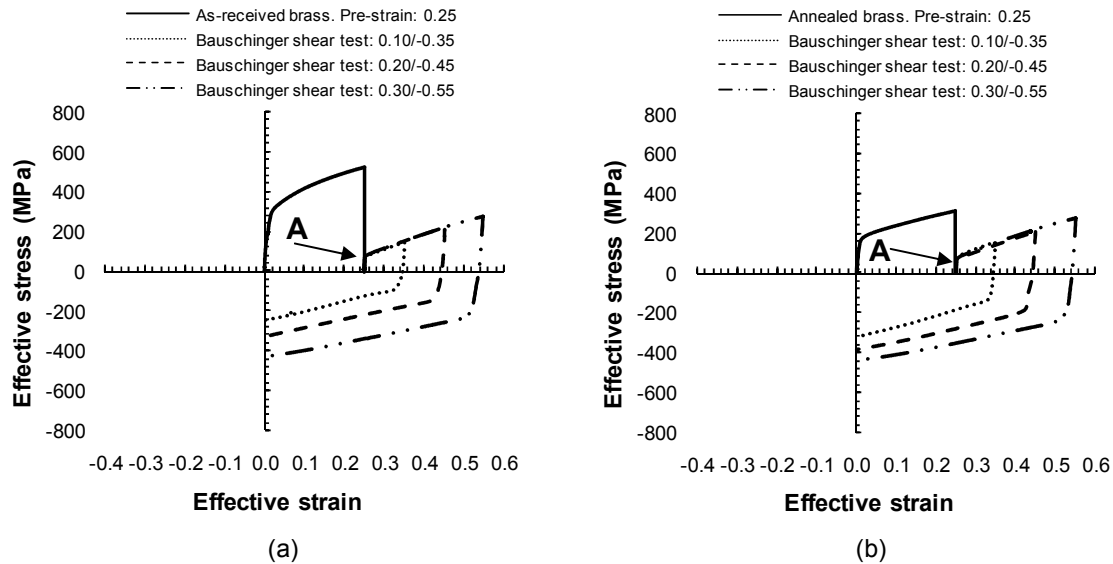 As-received brass. Pre-strain: 0.25
Bauschinger shear test: 0.10/-0.35
Bauschinger shear test: 0.20/-0.45
Bauschinger shear test: 0.30/-0.55
800
600
400
200
0
-200
-400
-600
-800
-0.4 -0.3 -0.2 -0.1 0.0 0.1 0.2 0.3 0.4 0.5 0.6
Effective stress (MPa)
Effective strain
A
(a)
Annealed brass. Pre-strain: 0.25
Bauschinger shear test: 0.10/-0.35
Bauschinger shear test: 0.20/-0.45
Bauschinger shear test: 0.30/-0.55
800
600
400
200
0
-200
-400
-600
-800
-0.4 -0.3 -0.2 -0.1 0.0 0.1 0.2 0.3 0.4 0.5 0.6
Effective stress (MPa)
Effective strain
A
(b)